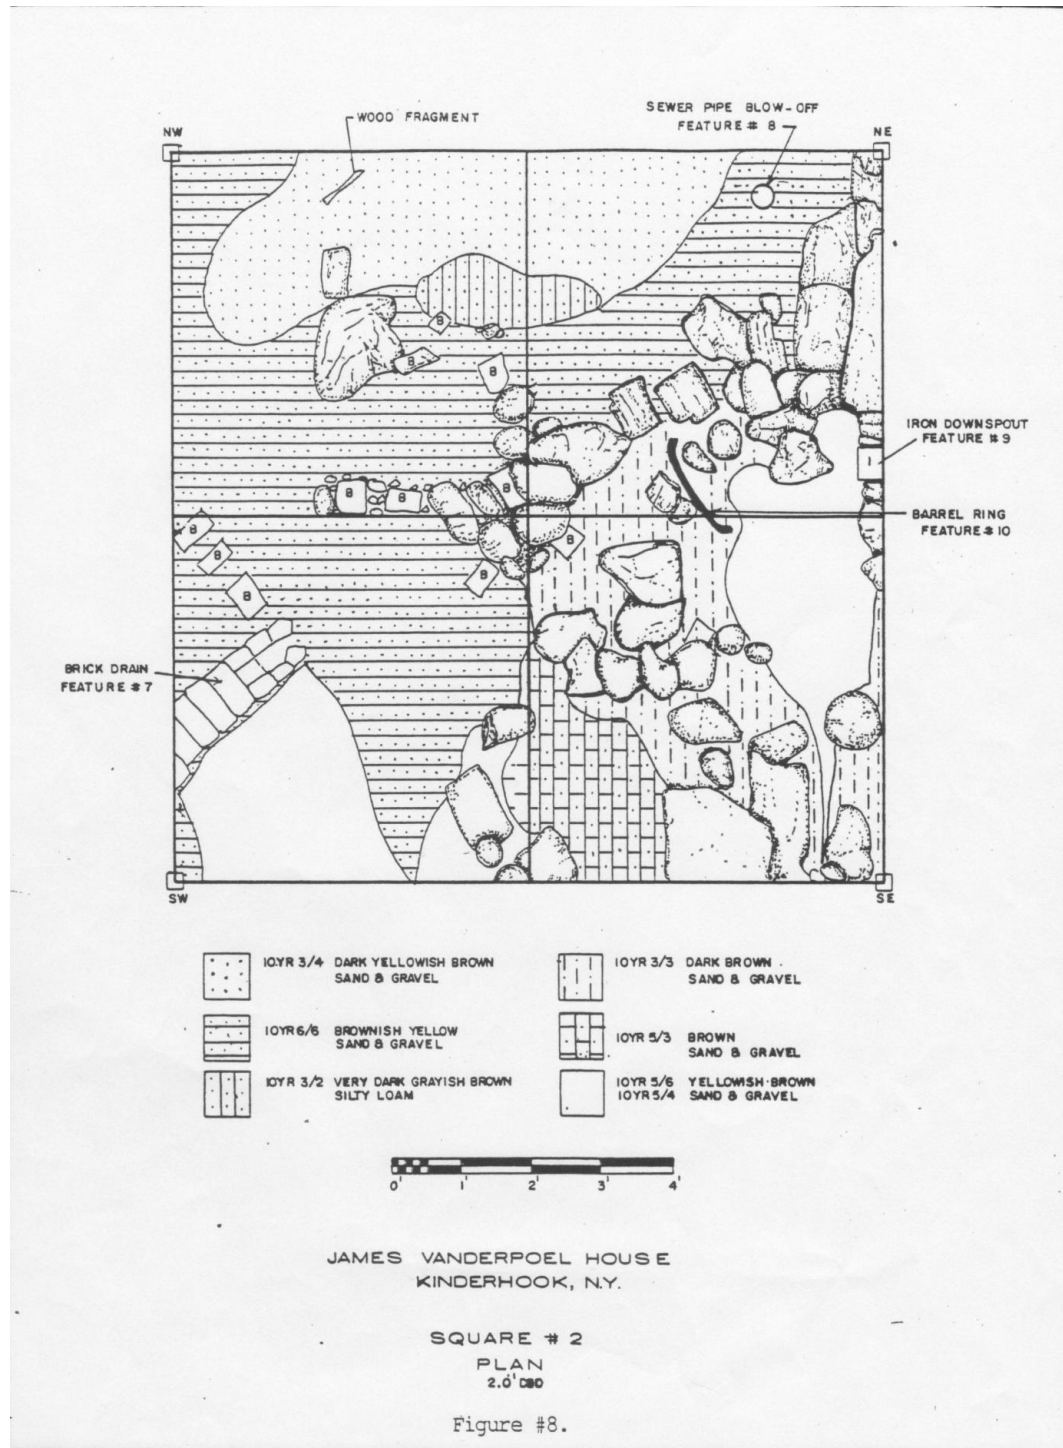 WOOD FRAGMENT
SEWER PIPE BLOW-OFF
FEATURE # 8
NW
NE
B
B
B
IRON DOWNSPOUT
FEATURE #9
B
B
B
BARREL RING
FEATURE #10
B
B
B
B
B
BRICK DRAIN
FEATURE #7
SW
SE
10YR 3/4 DARK YELLOWISH BROWN
SAND & GRAVEL
10YR 6/6 BROWNISH YELLOW
SAND & GRAVEL
10YR 3/2 VERY DARK GRAYISH BROWN
SILTY LOAM
10YR 3/3 DARK BROWN
SAND & GRAVEL
10YR 5/3 BROWN
SAND & GRAVEL
10YR 5/6 YELLOWISH-BROWN
10YR 5/4 SAND & GRAVEL
0' 1' 2' 3' 4'
JAMES VANDERPOEL HOUSE
KINDERHOOK, N.Y.
SQUARE # 2
PLAN
2.0'
Figure #8.